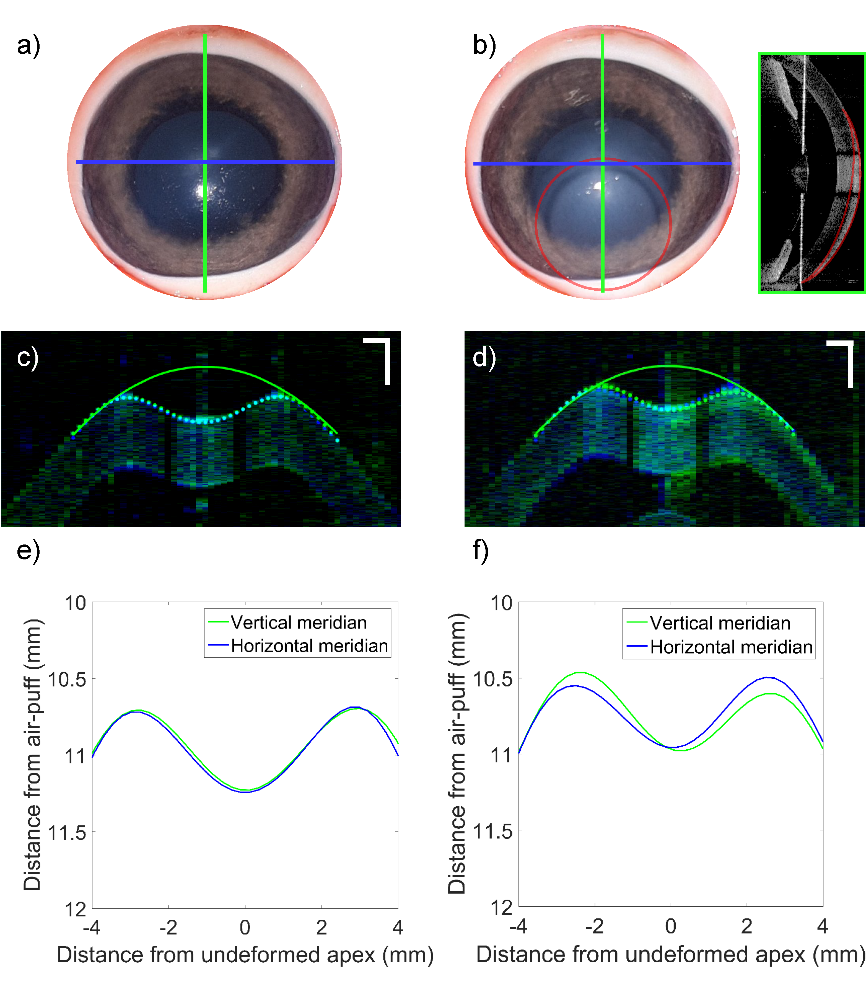 a)
b)
c)
d)
e)
f)
10
10.5
11
11.5
12
-4
-2
0
2
4
Distance from air-puff (mm)
Distance from undeformed apex (mm)
Vertical meridian
Horizontal meridian
10
10.5
11
11.5
12
-4
-2
0
2
4
Distance from air-puff (mm)
Distance from undeformed apex (mm)
Vertical meridian
Horizontal meridian